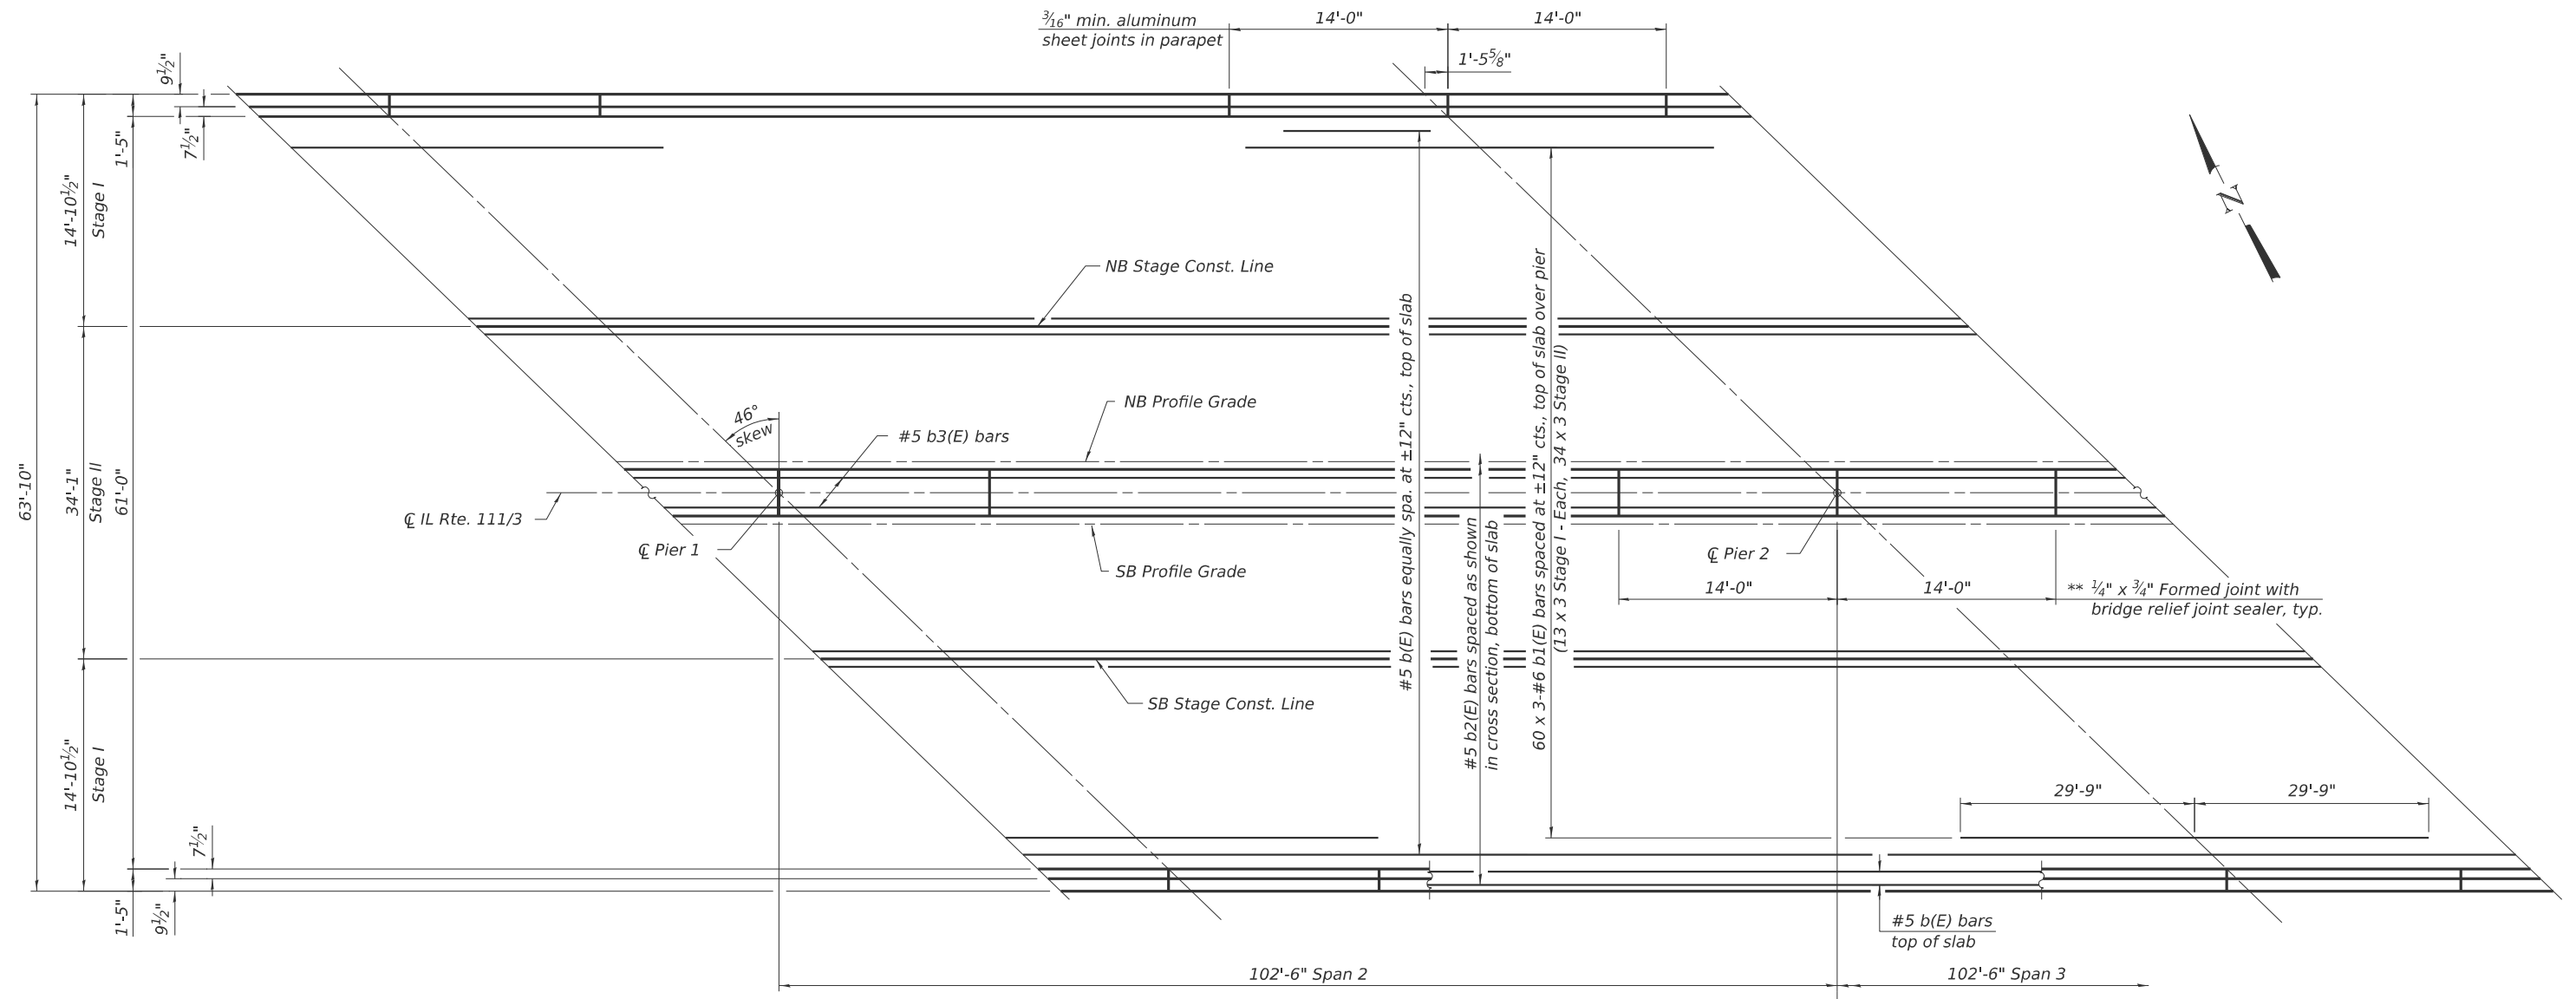 3/16" min. aluminum
sheet joints in parapet
14'-0"
14'-0"
1'-5 5/8"
9 1/2"
7 1/2"
1'-5"
14'-10 1/2"
Stage I
N
NB Stage Const. Line
NB Profile Grade
46°
skew
#5 b3(E) bars
63'-10"
34'-1"
Stage II
61'-0"
℄ IL Rte. 111/3
℄ Pier 1
SB Profile Grade
#5 b(E) bars equally spa. at ±12" cts., top of slab
#5 b2(E) bars spaced as shown
in cross section, bottom of slab
60 x 3-#6 b1(E) bars spaced at ±12" cts., top of slab over pier
(13 x 3 Stage I - Each, 34 x 3 Stage II)
℄ Pier 2
14'-0"
14'-0"
** 1/4" x 3/4" Formed joint with
bridge relief joint sealer, typ.
SB Stage Const. Line
14'-10 1/2"
Stage I
29'-9"
29'-9"
7 1/2"
1'-5"
9 1/2"
#5 b(E) bars
top of slab
102'-6" Span 2
102'-6" Span 3